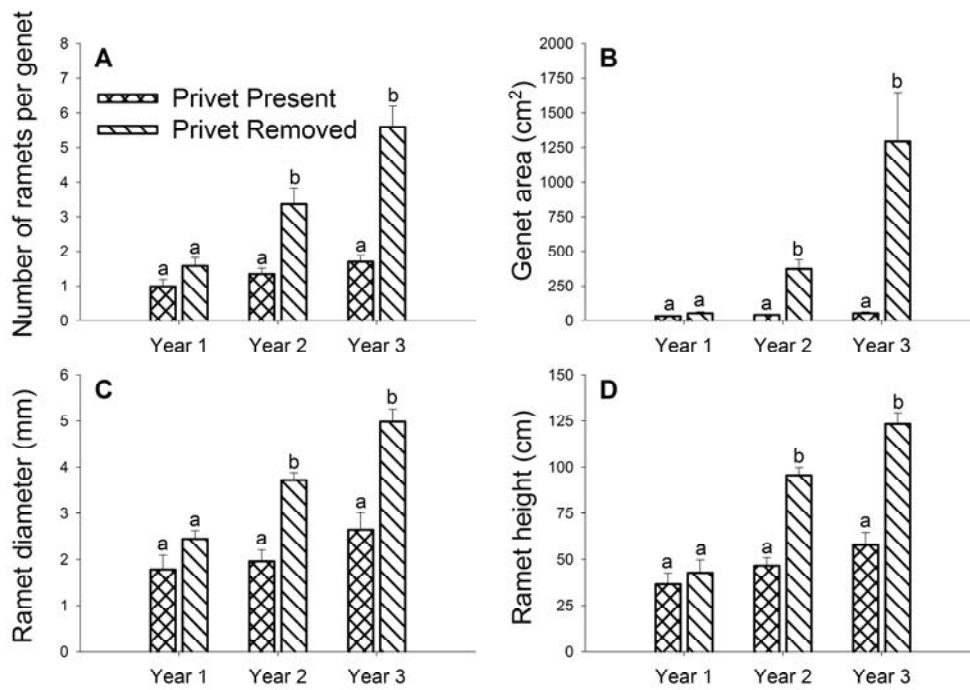 A
Number of ramets per genet
8
7
6
5
4
3
2
1
0
Privet Present
Privet Removed
a
a
a
b
a
b
Year 1
Year 2
Year 3
B
Genet area (cm²)
2000
1750
1500
1250
1000
750
500
250
0
a
a
a
b
a
b
Year 1
Year 2
Year 3
C
Ramet diameter (mm)
6
5
4
3
2
1
0
a
a
a
b
a
b
Year 1
Year 2
Year 3
D
Ramet height (cm)
150
125
100
75
50
25
0
a
a
a
b
a
b
Year 1
Year 2
Year 3